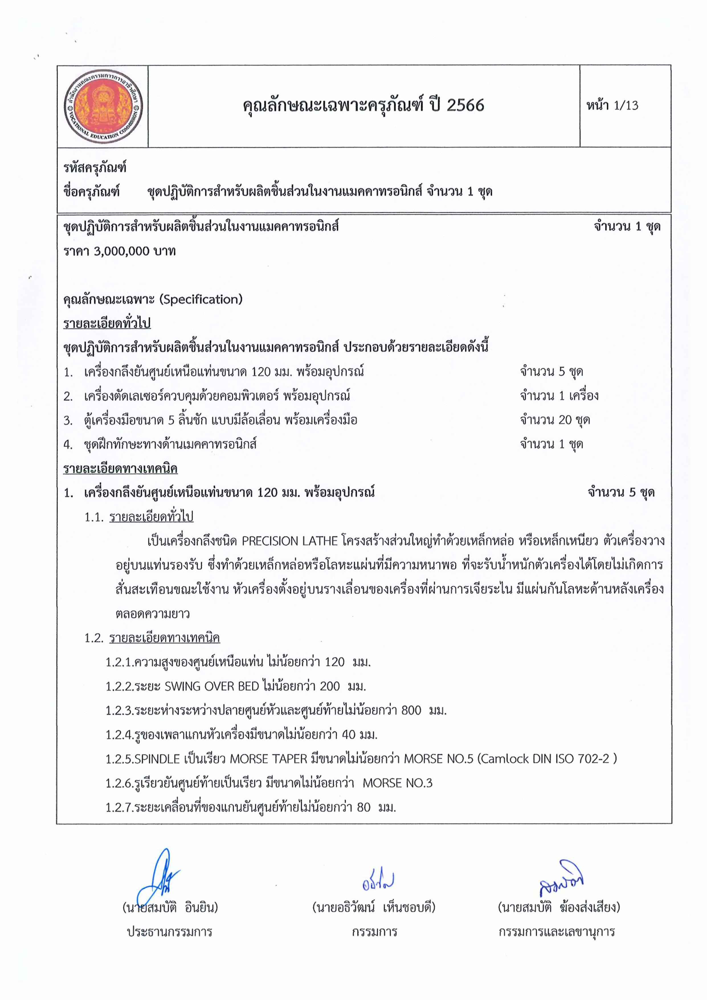 สำนักงานคณะกรรมการการอาชีวศึกษา
VOCATIONAL EDUCATION COMMISSION
คุณลักษณะเฉพาะครุภัณฑ์ ปี 2566
หน้า 1/13
รหัสครุภัณฑ์
ชื่อครุภัณฑ์ ชุดปฏิบัติการสำหรับผลิตชิ้นส่วนในงานแมคคาทรอนิกส์ จำนวน 1 ชุด
ชุดปฏิบัติการสำหรับผลิตชิ้นส่วนในงานแมคคาทรอนิกส์ จำนวน 1 ชุด
ราคา 3,000,000 บาท
คุณลักษณะเฉพาะ (Specification)
รายละเอียดทั่วไป
ชุดปฏิบัติการสำหรับผลิตชิ้นส่วนในงานแมคคาทรอนิกส์ ประกอบด้วยรายละเอียดดังนี้
1. เครื่องกลึงยันศูนย์เหนือแท่นขนาด 120 มม. พร้อมอุปกรณ์ จำนวน 5 ชุด
2. เครื่องตัดเลเซอร์ควบคุมด้วยคอมพิวเตอร์ พร้อมอุปกรณ์ จำนวน 1 เครื่อง
3. ตู้เครื่องมือขนาด 5 ลิ้นชัก แบบมีล้อเลื่อน พร้อมเครื่องมือ จำนวน 20 ชุด
4. ชุดฝึกทักษะทางด้านเมคคาทรอนิกส์ จำนวน 1 ชุด
รายละเอียดทางเทคนิค
1. เครื่องกลึงยันศูนย์เหนือแท่นขนาด 120 มม. พร้อมอุปกรณ์ จำนวน 5 ชุด
1.1. รายละเอียดทั่วไป
เป็นเครื่องกลึงชนิด PRECISION LATHE โครงสร้างส่วนใหญ่ทำด้วยเหล็กหล่อ หรือเหล็กเหนียว ตัวเครื่องวาง
อยู่บนแท่นรองรับ ซึ่งทำด้วยเหล็กหล่อหรือโลหะแผ่นที่มีความหนาพอ ที่จะรับน้ำหนักตัวเครื่องได้โดยไม่เกิดการ
สั่นสะเทือนขณะใช้งาน หัวเครื่องตั้งอยู่บนรางเลื่อนของเครื่องที่ผ่านการเจียระไน มีแผ่นกันโลหะด้านหลังเครื่อง
ตลอดความยาว
1.2. รายละเอียดทางเทคนิค
1.2.1.ความสูงของศูนย์เหนือแท่น ไม่น้อยกว่า 120 มม.
1.2.2.ระยะ SWING OVER BED ไม่น้อยกว่า 200 มม.
1.2.3.ระยะห่างระหว่างปลายศูนย์หัวและศูนย์ท้ายไม่น้อยกว่า 800 มม.
1.2.4.รูของเพลาแกนหัวเครื่องมีขนาดไม่น้อยกว่า 40 มม.
1.2.5.SPINDLE เป็นเรียว MORSE TAPER มีขนาดไม่น้อยกว่า MORSE NO.5 (Camlock DIN ISO 702-2 )
1.2.6.รูเรียวยันศูนย์ท้ายเป็นเรียว มีขนาดไม่น้อยกว่า MORSE NO.3
1.2.7.ระยะเคลื่อนที่ของแกนยันศูนย์ท้ายไม่น้อยกว่า 80 มม.
(นายสมบัติ อินยิน) (นายอธิวัฒน์ เห็นชอบดี) (นายสมบัติ ฆ้องส่งเสียง)
ประธานกรรมการ กรรมการ กรรมการและเลขานุการ